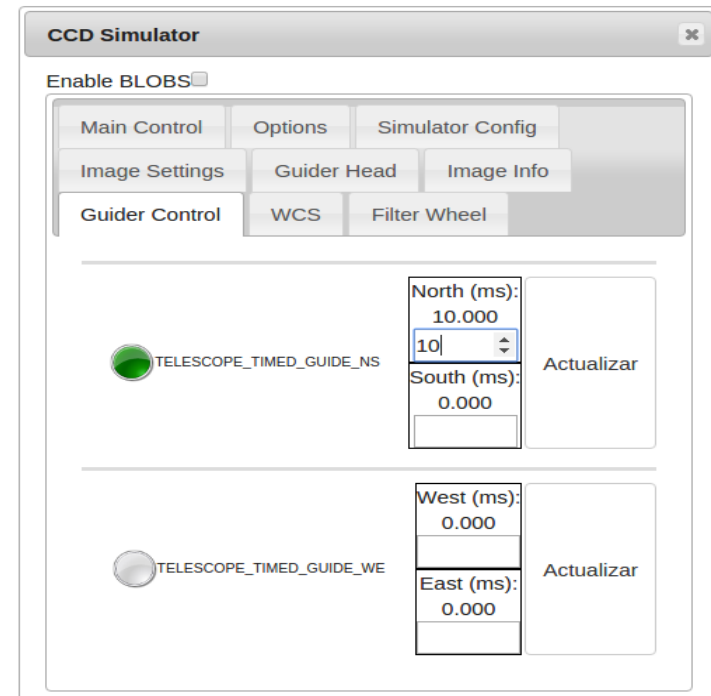 CCD Simulator
Enable BLOBS
Main Control Options Simulator Config
Image Settings Guider Head Image Info
Guider Control WCS Filter Wheel
North (ms):
10.000
10
TELESCOPE_TIMED_GUIDE_NS
South (ms):
0.000
Actualizar
West (ms):
0.000
TELESCOPE_TIMED_GUIDE_WE
East (ms):
0.000
Actualizar